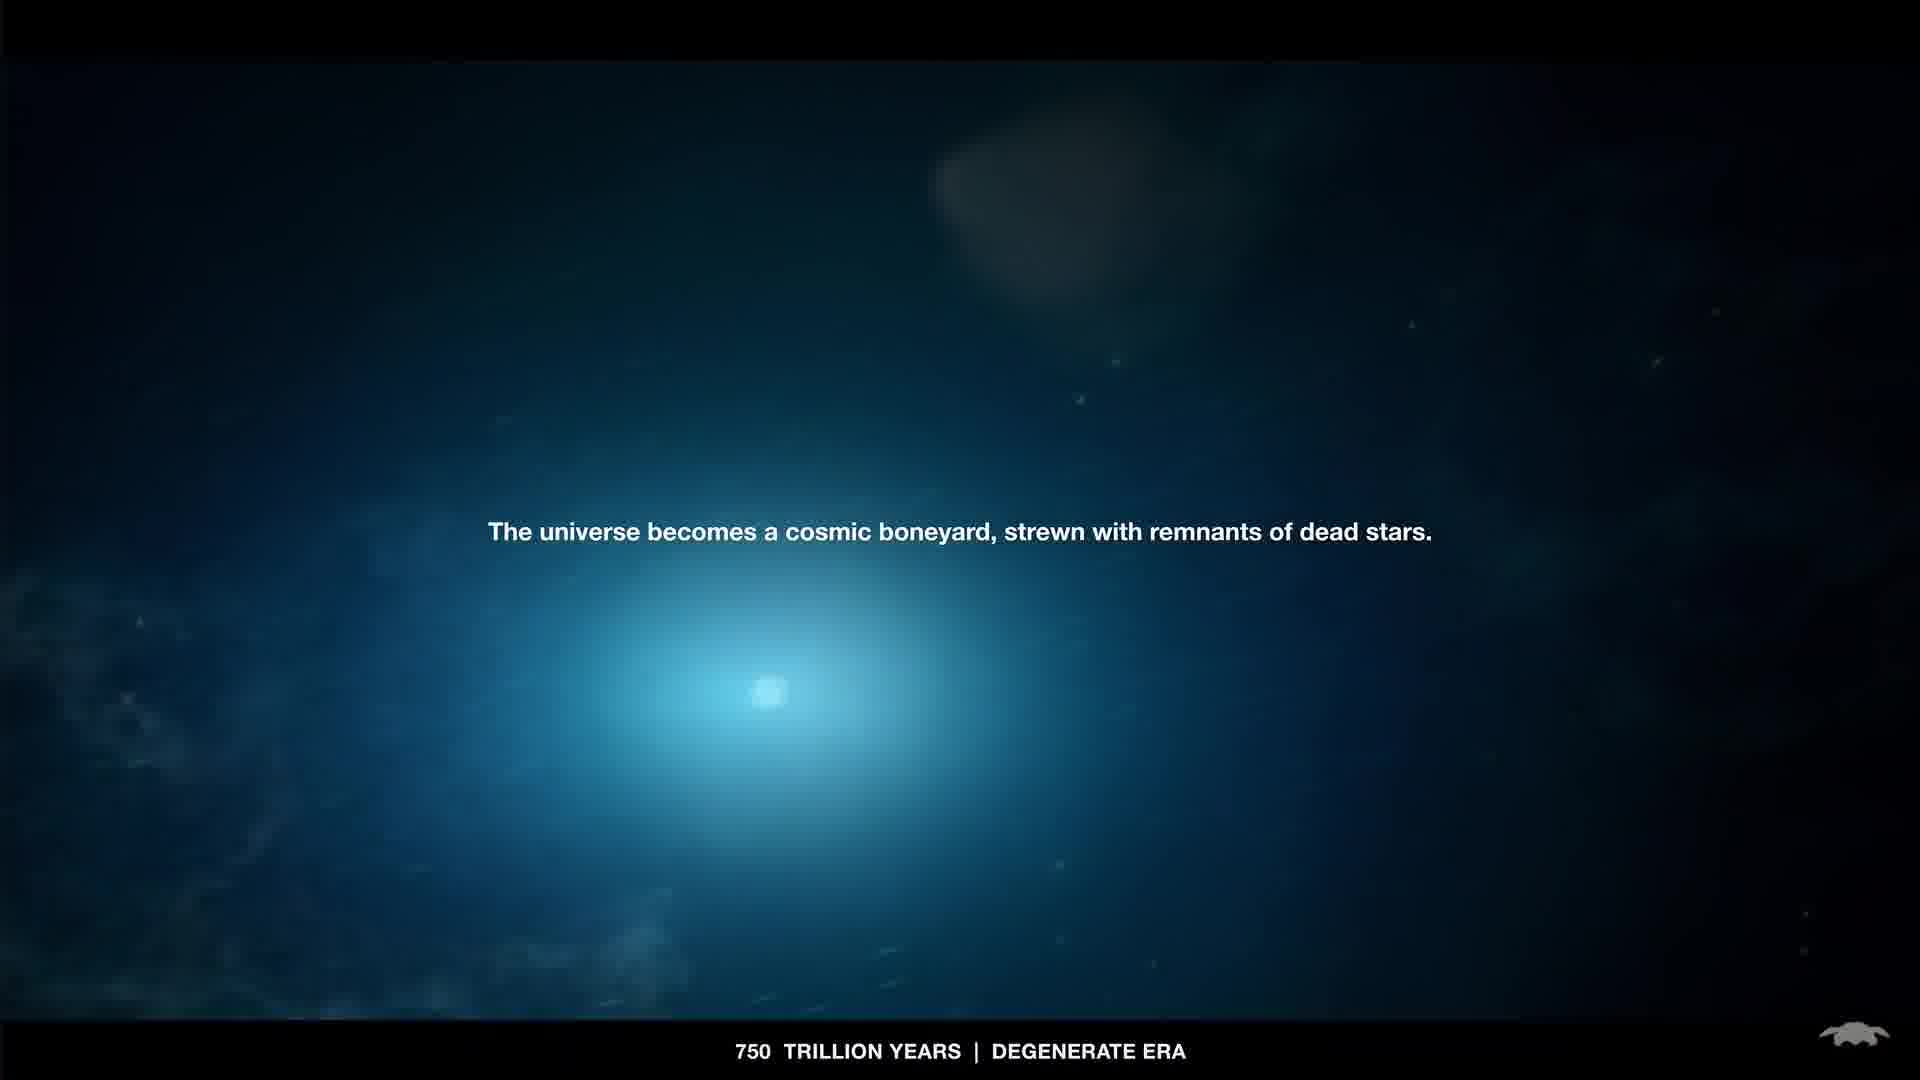 The universe becomes a cosmic boneyard, strewn with remnants of dead stars.
750 TRILLION YEARS | DEGENERATE ERA